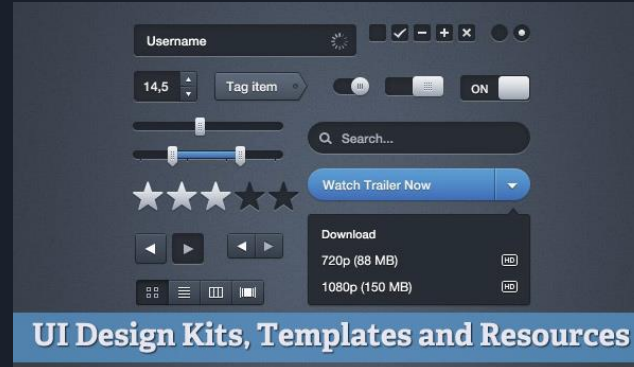 Username
14,5
Tag item
ON
Search...
Watch Trailer Now
Download
720p (88 MB) HD
1080p (150 MB) HD
UI Design Kits, Templates and Resources